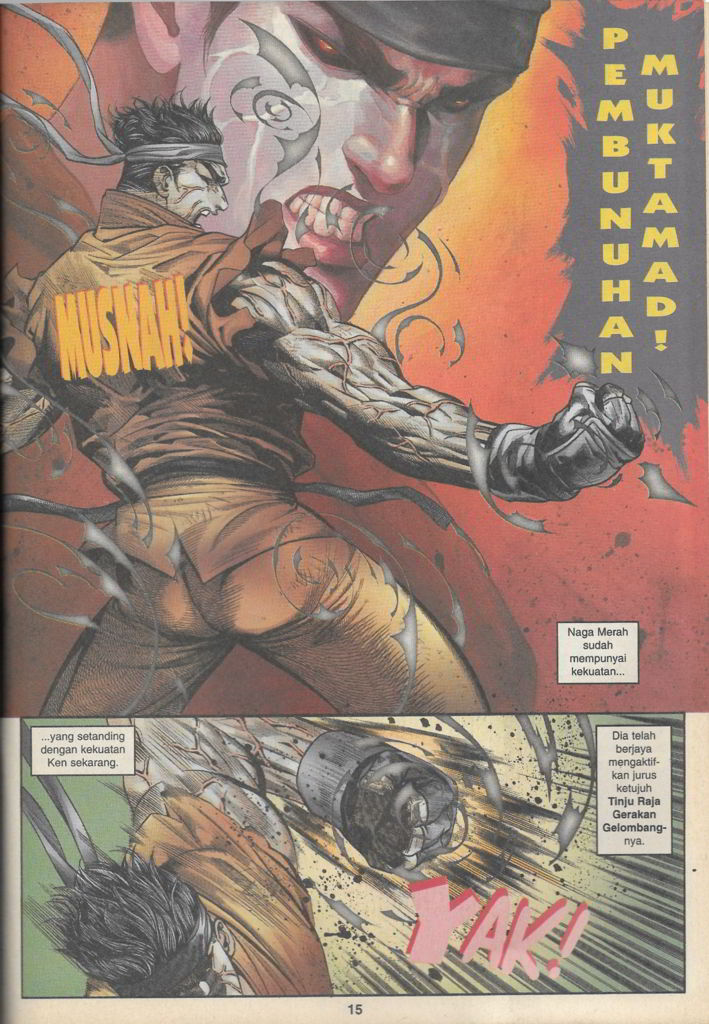 PEMBUNUHAN
MUKTAMAD!
MUSNAH!
Naga Merah
sudah
mempunyai
kekuatan...
...yang setanding
dengan kekuatan
Ken sekarang.
Dia telah
berjaya
mengaktif-
kan jurus
ketujuh
Tinju Raja
Gerakan
Gelombang-
nya.
YAK!
15